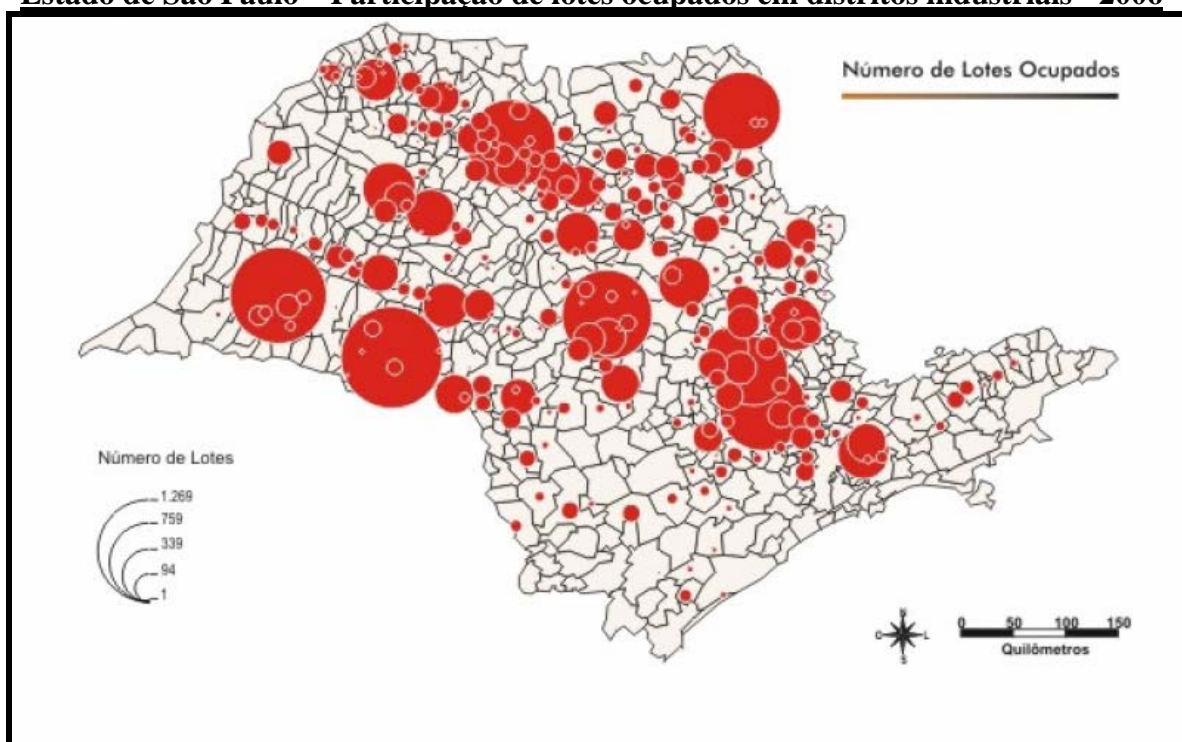 Estado de São Paulo – Participação de lotes ocupados em distritos industriais - 2006
Número de Lotes Ocupados
Número de Lotes
1.269
759
339
94
1
N
O L
S
0 50 100 150
Quilômetros